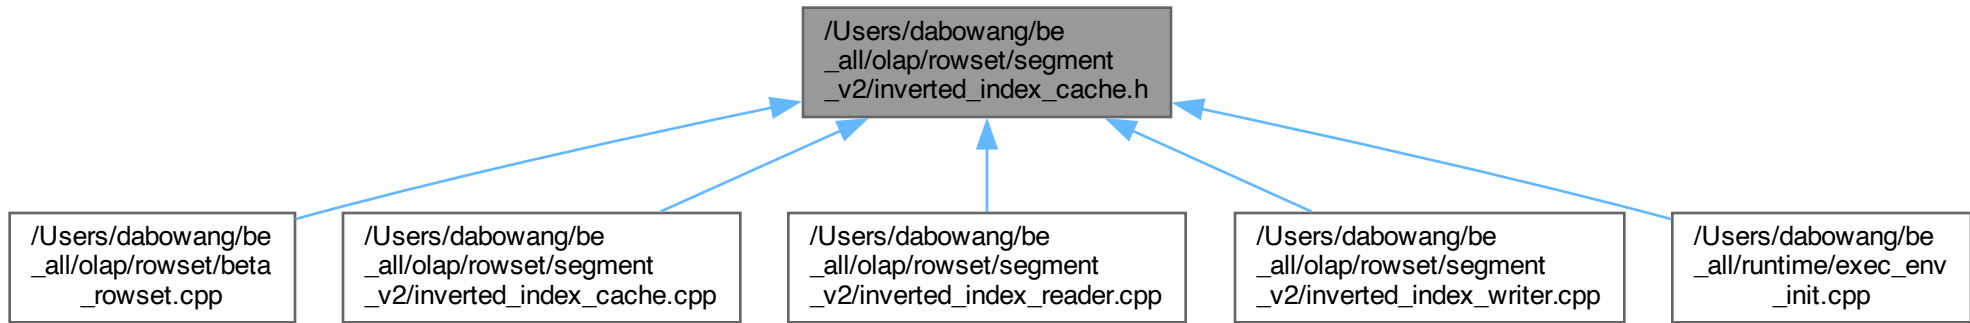 /Users/dabowang/be
_all/olap/rowset/segment
_v2/inverted_index_cache.h
/Users/dabowang/be
_all/olap/rowset/beta
_rowset.cpp
/Users/dabowang/be
_all/olap/rowset/segment
_v2/inverted_index_cache.cpp
/Users/dabowang/be
_all/olap/rowset/segment
_v2/inverted_index_reader.cpp
/Users/dabowang/be
_all/olap/rowset/segment
_v2/inverted_index_writer.cpp
/Users/dabowang/be
_all/runtime/exec_env
_init.cpp